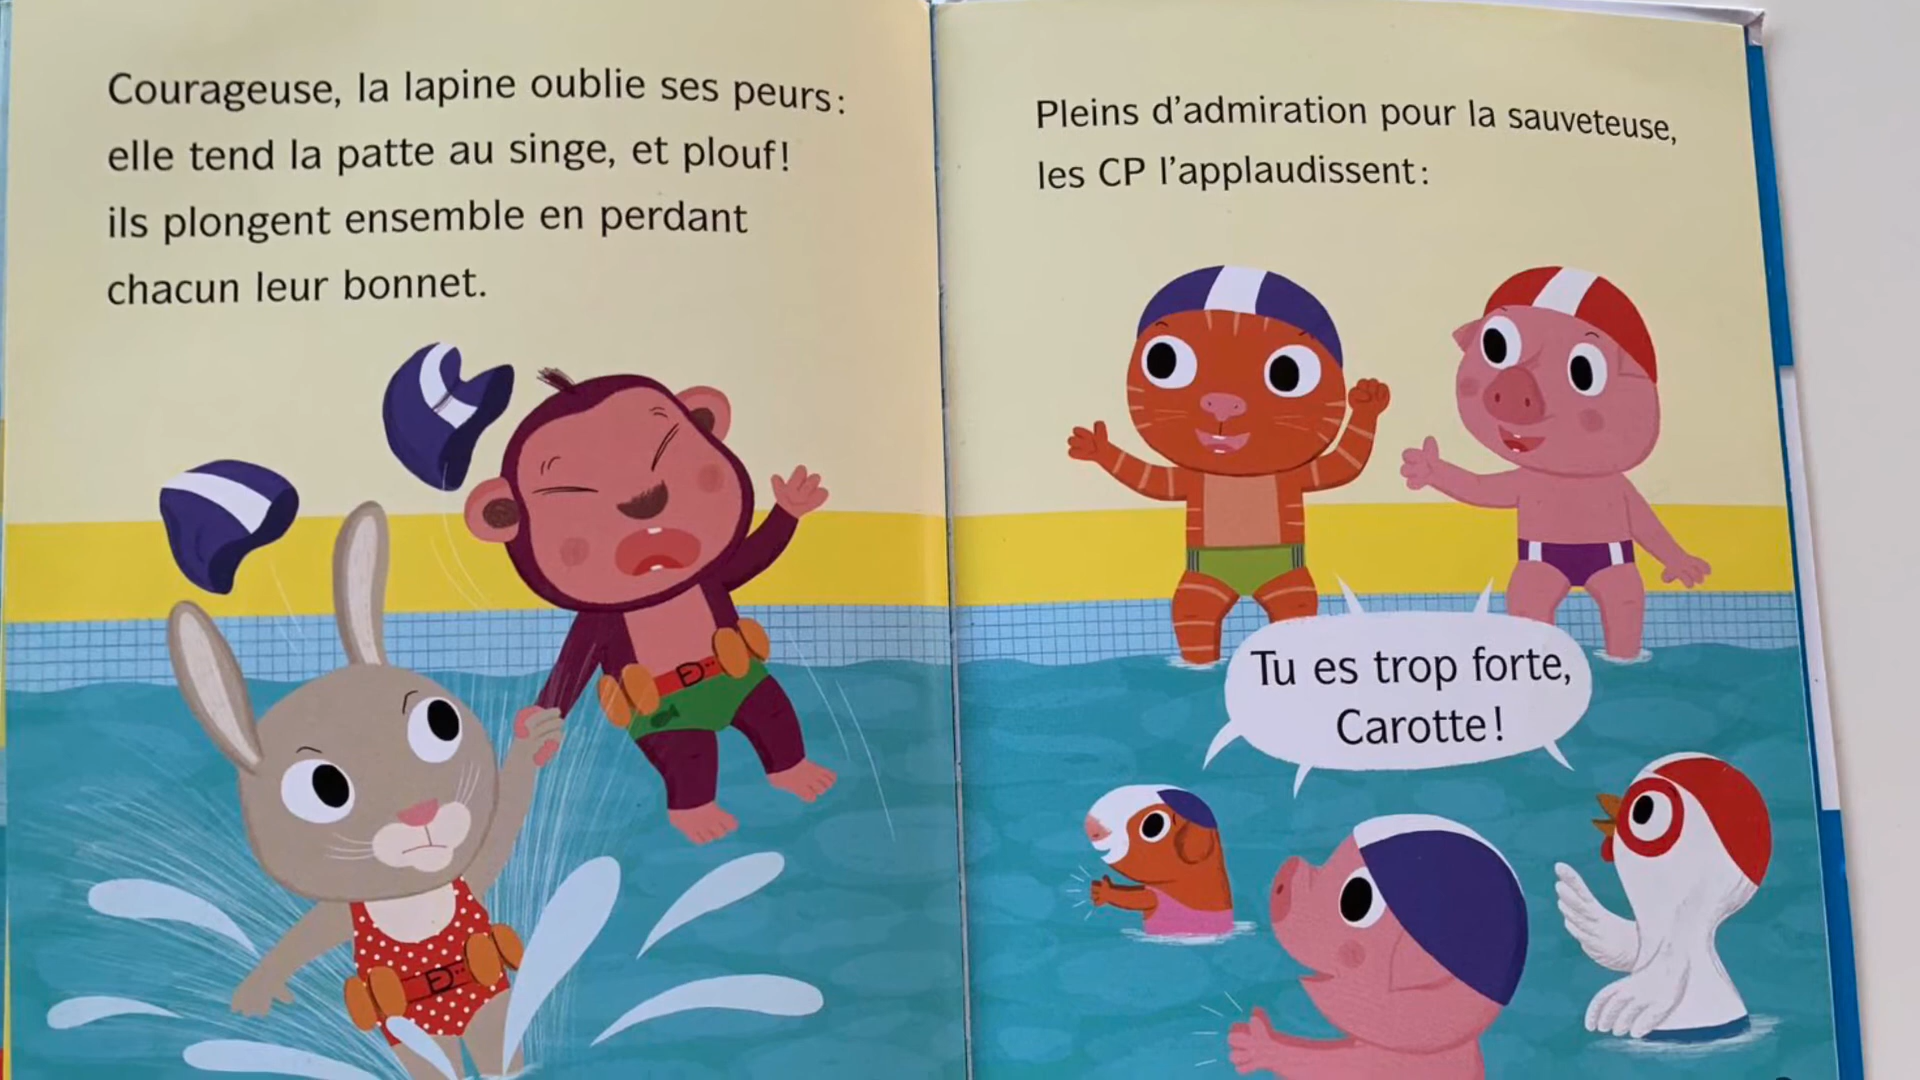 Courageuse, la lapine oublie ses peurs :
elle tend la patte au singe, et plouf !
ils plongent ensemble en perdant
chacun leur bonnet.
Pleins d'admiration pour la sauveteuse,
les CP l'applaudissent :
Tu es trop forte,
Carotte !